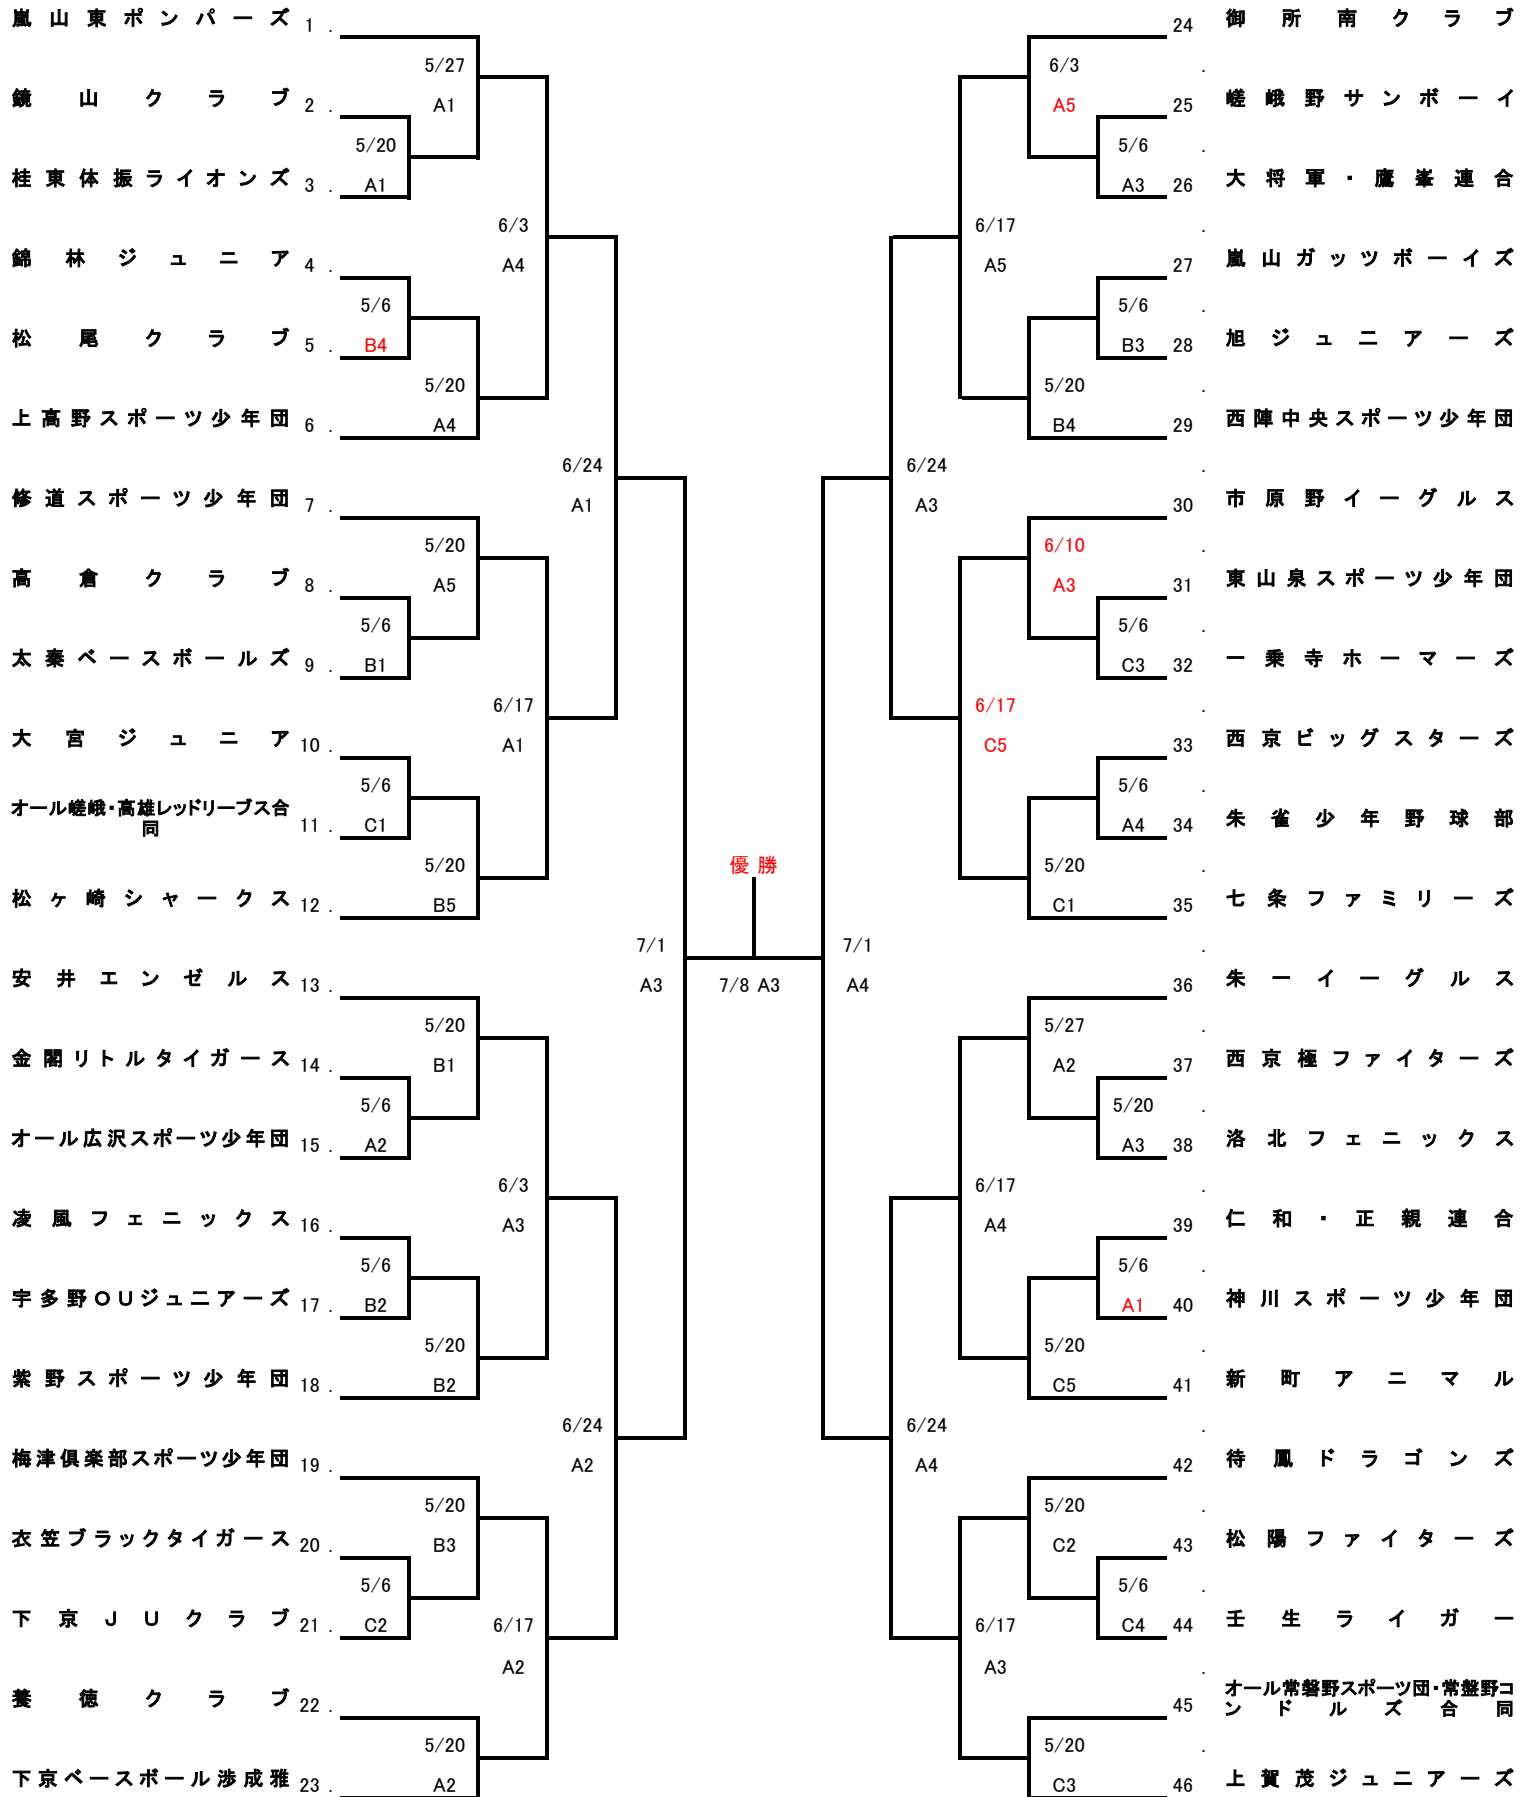 嵐山東ポンパーズ 1 .
5/27
鏡山クラブ 2 . A1
5/20
桂東体振ライオンズ 3 . A1
6/3
錦林ジュニア 4 . A4
5/6
松尾クラブ 5 . B4
5/20
上高野スポーツ少年団 6 . A4
6/24
修道スポーツ少年団 7 . A1
5/20
高倉クラブ 8 . A5
5/6
太秦ベースボールズ 9 . B1
6/17
大宮ジュニア 10 . A1
5/6
オール嵯峨・高雄レッドリーブス合
同 11 . C1
5/20
松ヶ崎シャークス 12 . B5
7/1
安井エンゼルス 13 . A3
5/20
金閣リトルタイガース 14 . B1
5/6
オール広沢スポーツ少年団 15 . A2
6/3
凌風フェニックス 16 . A3
5/6
宇多野OUジュニアーズ 17 . B2
5/20
紫野スポーツ少年団 18 . B2
6/24
梅津倶楽部スポーツ少年団 19 . A2
5/20
衣笠ブラックタイガース 20 . B3
5/6
下京JUクラブ 21 . C2
6/17
A2
養徳クラブ 22 .
5/20
下京ベースボール渉成雅 23 . A2
優勝
7/8 A3
24 御所南クラブ
6/3 .
A5 25 嵯峨野サンボーイ
5/6 .
A3 26 大将軍・鷹峯連合
6/17 .
A5 27 嵐山ガッツボーイズ
5/6 .
B3 28 旭ジュニアーズ
5/20 .
B4 29 西陣中央スポーツ少年団
6/24 .
A3 30 市原野イーグルス
6/10 .
A3 31 東山泉スポーツ少年団
5/6 .
C3 32 一乗寺ホーマーズ
6/17 .
C5 33 西京ビッグスターズ
5/6 .
A4 34 朱雀少年野球部
5/20 .
C1 35 七条ファミリーズ
7/1 .
A4 36 朱一イーグルス
5/27 .
A2 37 西京極ファイターズ
5/20 .
A3 38 洛北フェニックス
6/17 .
A4 39 仁和・正親連合
5/6 .
A1 40 神川スポーツ少年団
5/20 .
C5 41 新町アニマル
6/24 .
A4 42 待鳳ドラゴンズ
5/20 .
C2 43 松陽ファイターズ
5/6 .
C4 44 壬生ライガー
6/17 .
A3
45 オール常磐野スポーツ団・常盤野コ
ンドルズ合同
5/20 .
C3 46 上賀茂ジュニアーズ